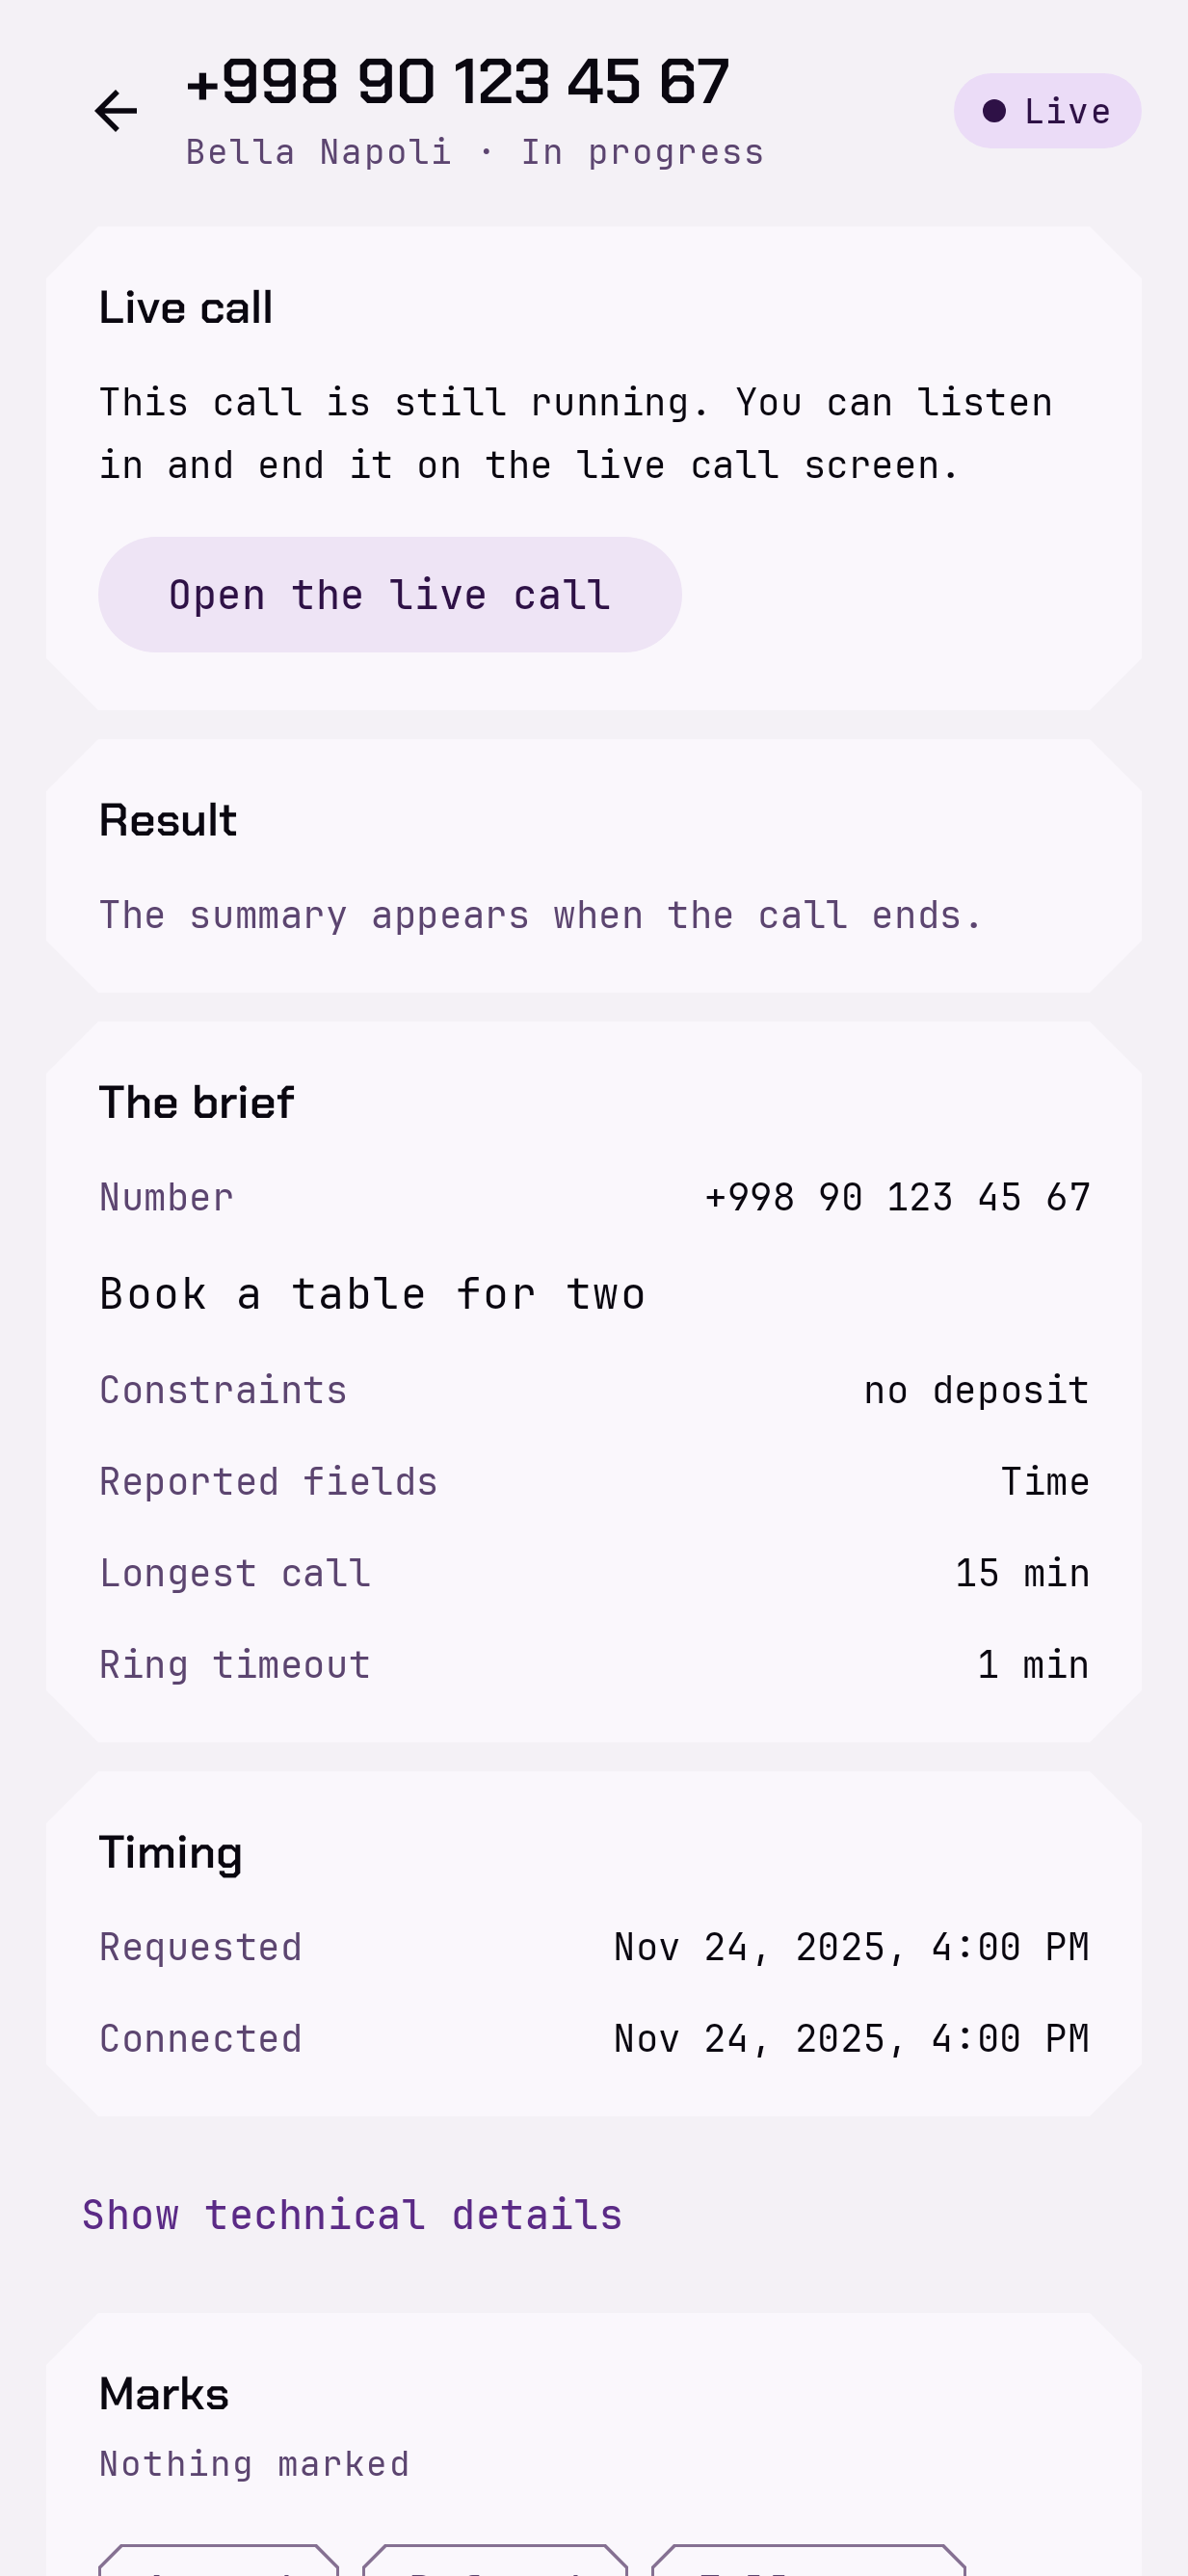 +998 90 123 45 67
Bella Napoli · In progress
Live
Live call
This call is still running. You can listen
in and end it on the live call screen.
Open the live call
Result
The summary appears when the call ends.
The brief
Number +998 90 123 45 67
Book a table for two
Constraints no deposit
Reported fields Time
Longest call 15 min
Ring timeout 1 min
Timing
Requested Nov 24, 2025, 4:00 PM
Connected Nov 24, 2025, 4:00 PM
Show technical details
Marks
Nothing marked